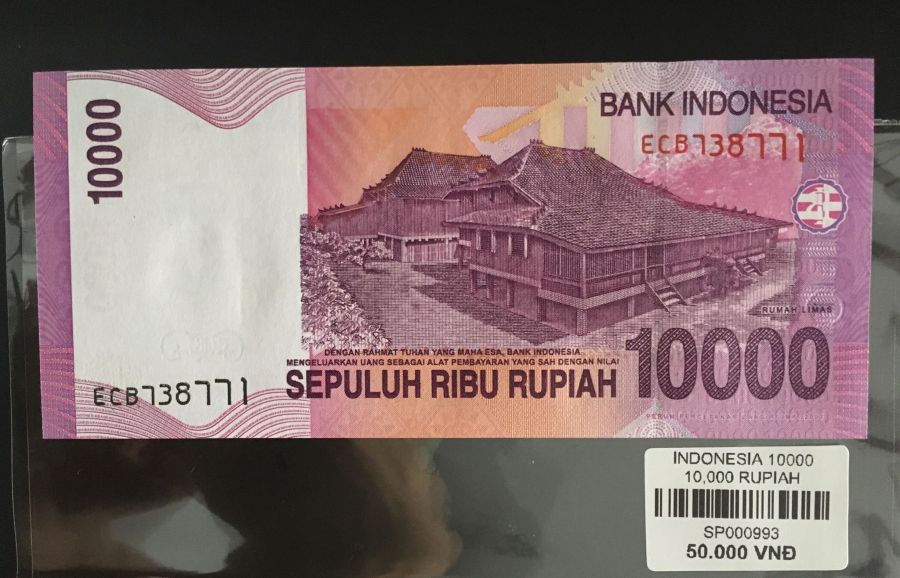 10000
BANK INDONESIA
ECB738771
RUMAH LIMAS
DENGAN RAHMAT TUHAN YANG MAHA ESA, BANK INDONESIA
MENGELUARKAN UANG SEBAGAI ALAT PEMBAYARAN YANG SAH DENGAN NILAI
SEPULUH RIBU RUPIAH
10000
ECB738771
INDONESIA 10000
10,000 RUPIAH
SP000993
50.000 VNĐ